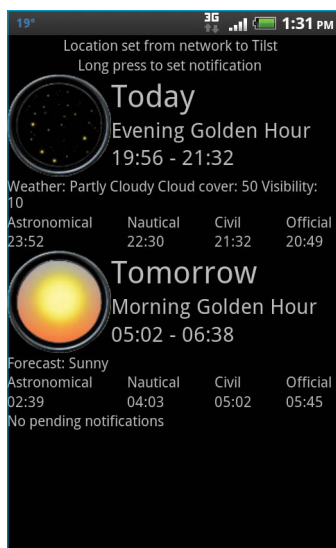 19° 3G 1:31 PM
Location set from network to Tilst
Long press to set notification
Today
Evening Golden Hour
19:56 - 21:32
Weather: Partly Cloudy Cloud cover: 50 Visibility:
10
Astronomical Nautical Civil Official
23:52 22:30 21:32 20:49
Tomorrow
Morning Golden Hour
05:02 - 06:38
Forecast: Sunny
Astronomical Nautical Civil Official
02:39 04:03 05:02 05:45
No pending notifications